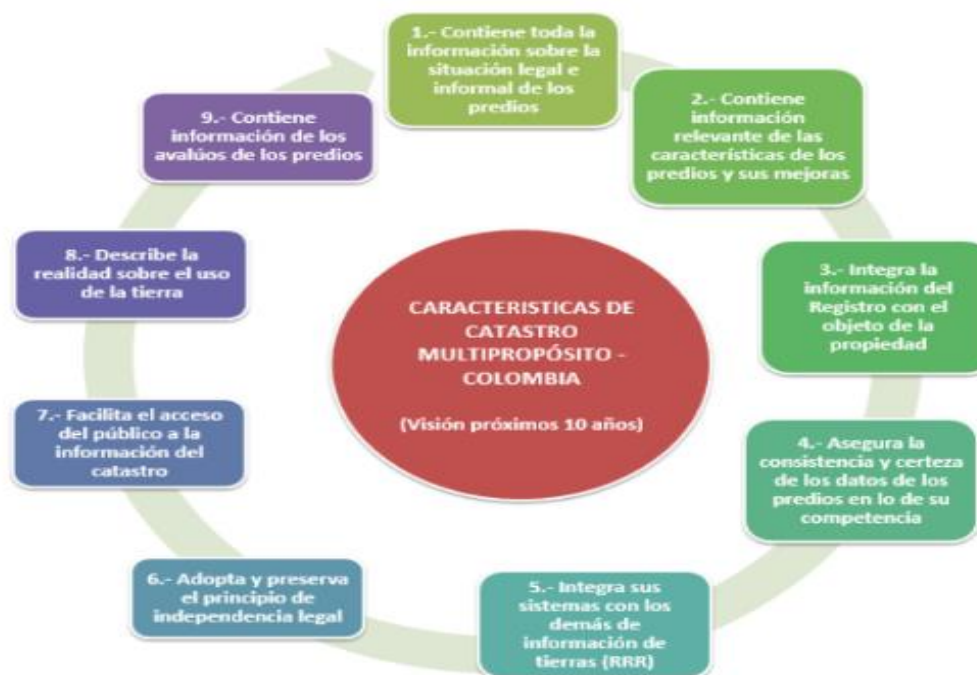 1.- Contiene toda la
información sobre la
situación legal e
informal de los
predios
2.- Contiene
información
relevante de las
características de los
predios y sus mejoras
3.- Integra la
información del
Registro con el
objeto de la
propiedad
4.- Asegura la
consistencia y certeza
de los datos de los
predios en lo de su
competencia
5.- Integra sus
sistemas con los
demás de
información de
tierras (RRR)
6.- Adopta y preserva
el principio de
independencia legal
7.- Facilita el acceso
del público a la
información del
catastro
8.- Describe la
realidad sobre el uso
de la tierra
9.- Contiene
información de los
avalúos de los predios
CARACTERISTICAS DE
CATASTRO
MULTIPROPÓSITO -
COLOMBIA
(Visión próximos 10 años)